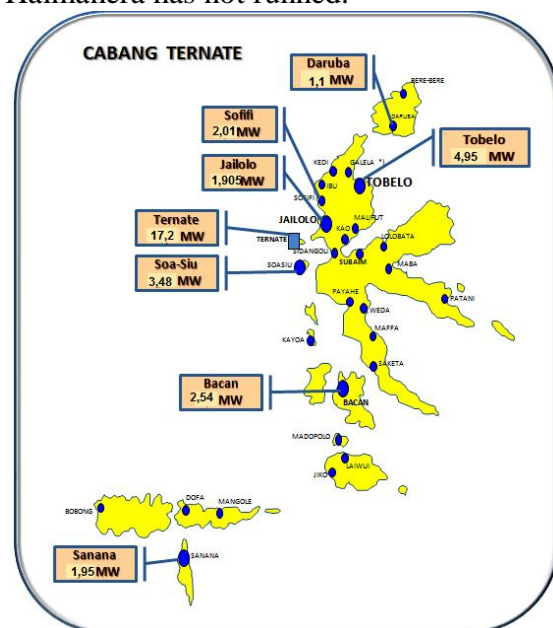 Halmahera has not runned.
CABANG TERNATE
Daruba
1,1 MW
BERE-BERE
DARUBA
Sofifi
2,01 MW
Tobelo
4,95 MW
KEDI
GALELA *)
TOBELO
IBU
Jailolo
1,905MW
SOFIFI
JAILOLO
MALIFUT
KAO
Ternate
17,2 MW
TERNATE
SIDANGOLI
SUBAIM
LOLOBATA
Soa-Siu
3,48 MW
SOASIU
MABA
PATANI
PAYAHE
WEDA
MAFFA
KAYOA
SAKETA
Bacan
2,54 MW
BACAN
MADOPOLO
LAIWUI
JIKO
BOBONG
DOFA
MANGOLE
Sanana
1,95MW
SANANA